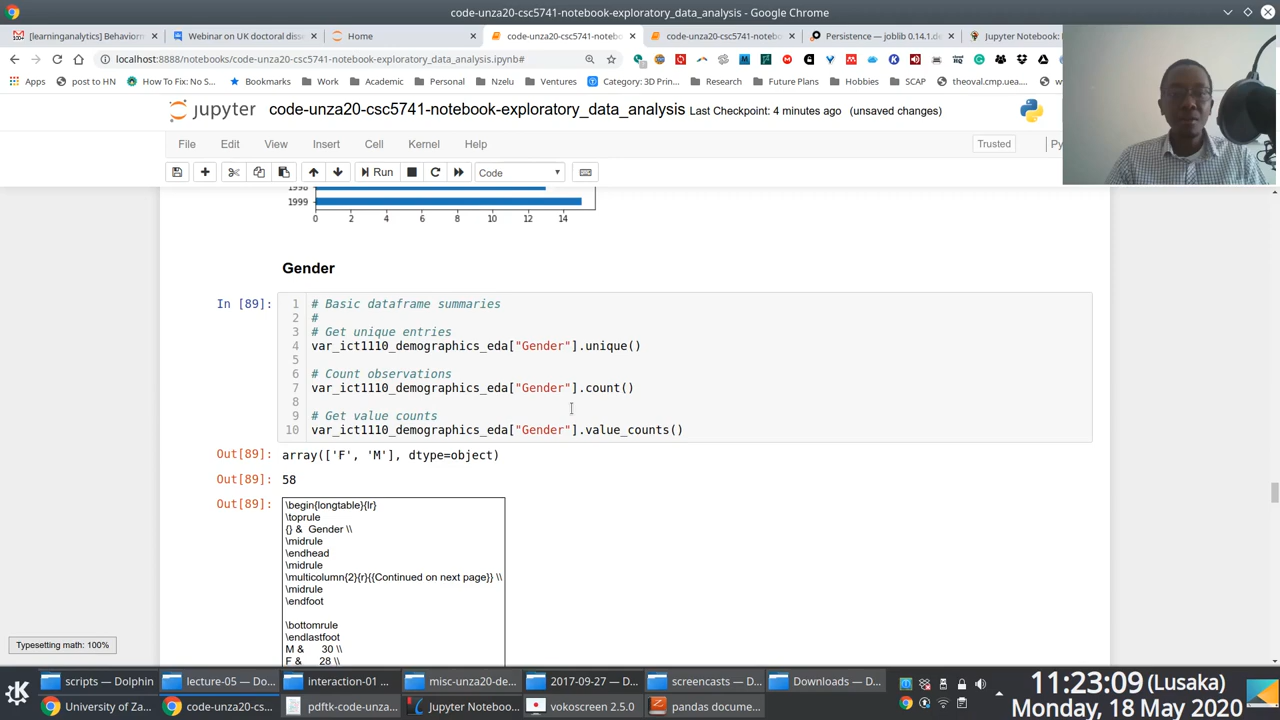 code-unza20-csc5741-notebook-exploratory_data_analysis - Google Chrome
[learninganalytics] Behaviorm
Webinar on UK doctoral disser
Home
code-unza20-csc5741-notebook
code-unza20-csc5741-notebook
Persistence — joblib 0.14.1.de
Jupyter Notebook:
localhost:8888/notebooks/code-unza20-csc5741-notebook-exploratory_data_analysis.ipynb#
Apps
post to HN
How To Fix: No S...
Bookmarks
Work
Academic
Personal
Nzelu
Ventures
Category:3D Prin...
Research
Future Plans
Hobbies
SCAP
theoval.cmp.uea...
jupyter
code-unza20-csc5741-notebook-exploratory_data_analysis Last Checkpoint: 4 minutes ago (unsaved changes)
File Edit View Insert Cell Kernel Help
Trusted
Py
Run
Code
1998
1999
0 2 4 6 8 10 12 14
Gender
In [89]:
1 # Basic dataframe summaries
2 #
3 # Get unique entries
4 var_ict1110_demographics_eda["Gender"].unique()
5
6 # Count observations
7 var_ict1110_demographics_eda["Gender"].count()
8
9 # Get value counts
10 var_ict1110_demographics_eda["Gender"].value_counts()
Out[89]: array(['F', 'M'], dtype=object)
Out[89]: 58
Out[89]:
\begin{longtable}{lr}
\toprule
{} & Gender \\
\midrule
\endhead
\midrule
\multicolumn{2}{r}{{Continued on next page}} \\
\midrule
\endfoot
\bottomrule
\endlastfoot
M & 30 \\
F & 28 \\
Typesetting math: 100%
scripts — Dolphin
lecture-05 — Do...
interaction-01 ...
misc-unza20-de...
2017-09-27 — D...
screencasts — D...
Downloads — D...
University of Za...
code-unza20-cs...
pdftk-code-unza...
Jupyter Noteboo...
vokoscreen 2.5.0
pandas docume...
11:23:09 (Lusaka)
Monday, 18 May 2020